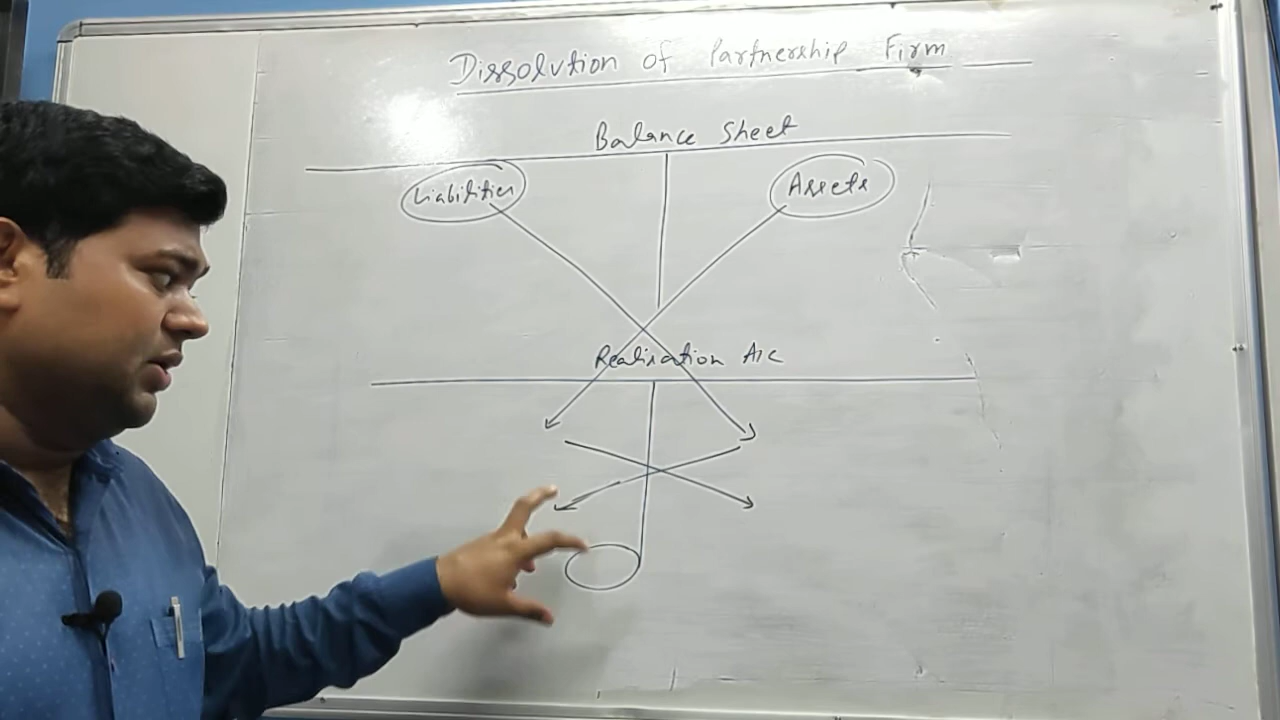 Dissolution of Partnership Firm
Balance Sheet
Liabilities Assets
Realisation A/c